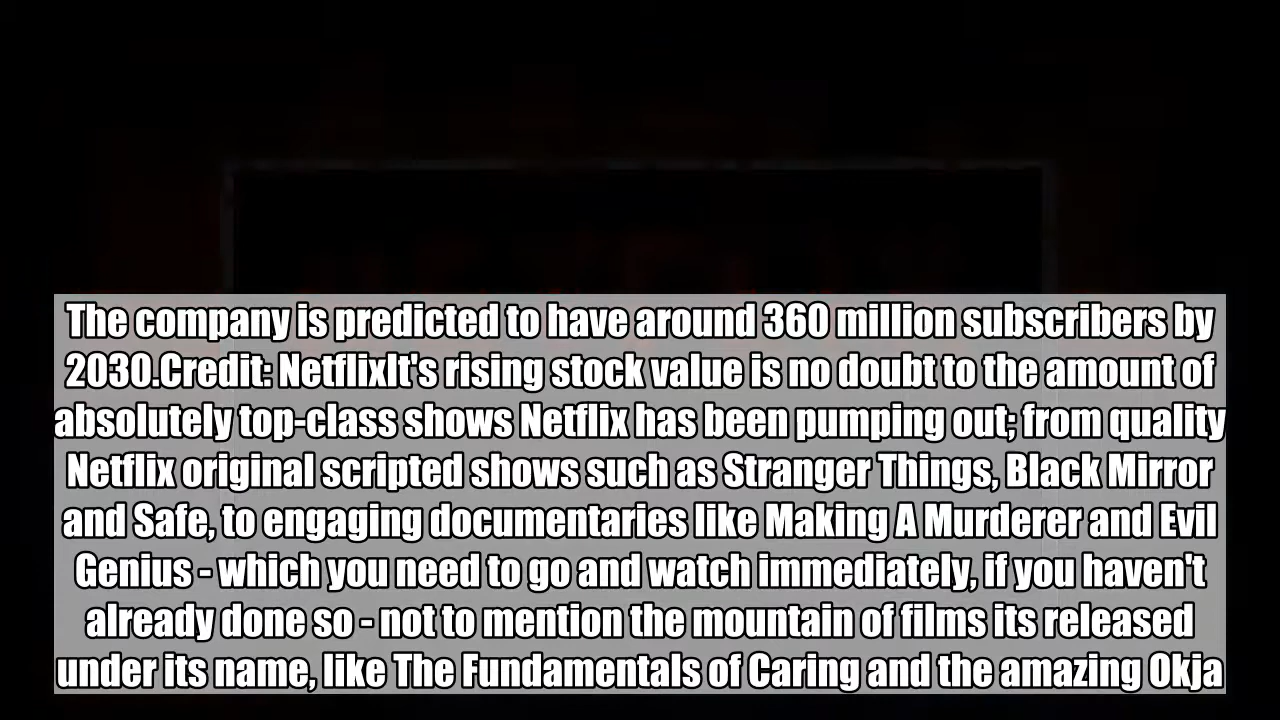 The company is predicted to have around 360 million subscribers by
2030.Credit: NetflixIt's rising stock value is no doubt to the amount of
absolutely top-class shows Netflix has been pumping out; from quality
Netflix original scripted shows such as Stranger Things, Black Mirror
and Safe, to engaging documentaries like Making A Murderer and Evil
Genius - which you need to go and watch immediately, if you haven't
already done so - not to mention the mountain of films its released
under its name, like The Fundamentals of Caring and the amazing Okja